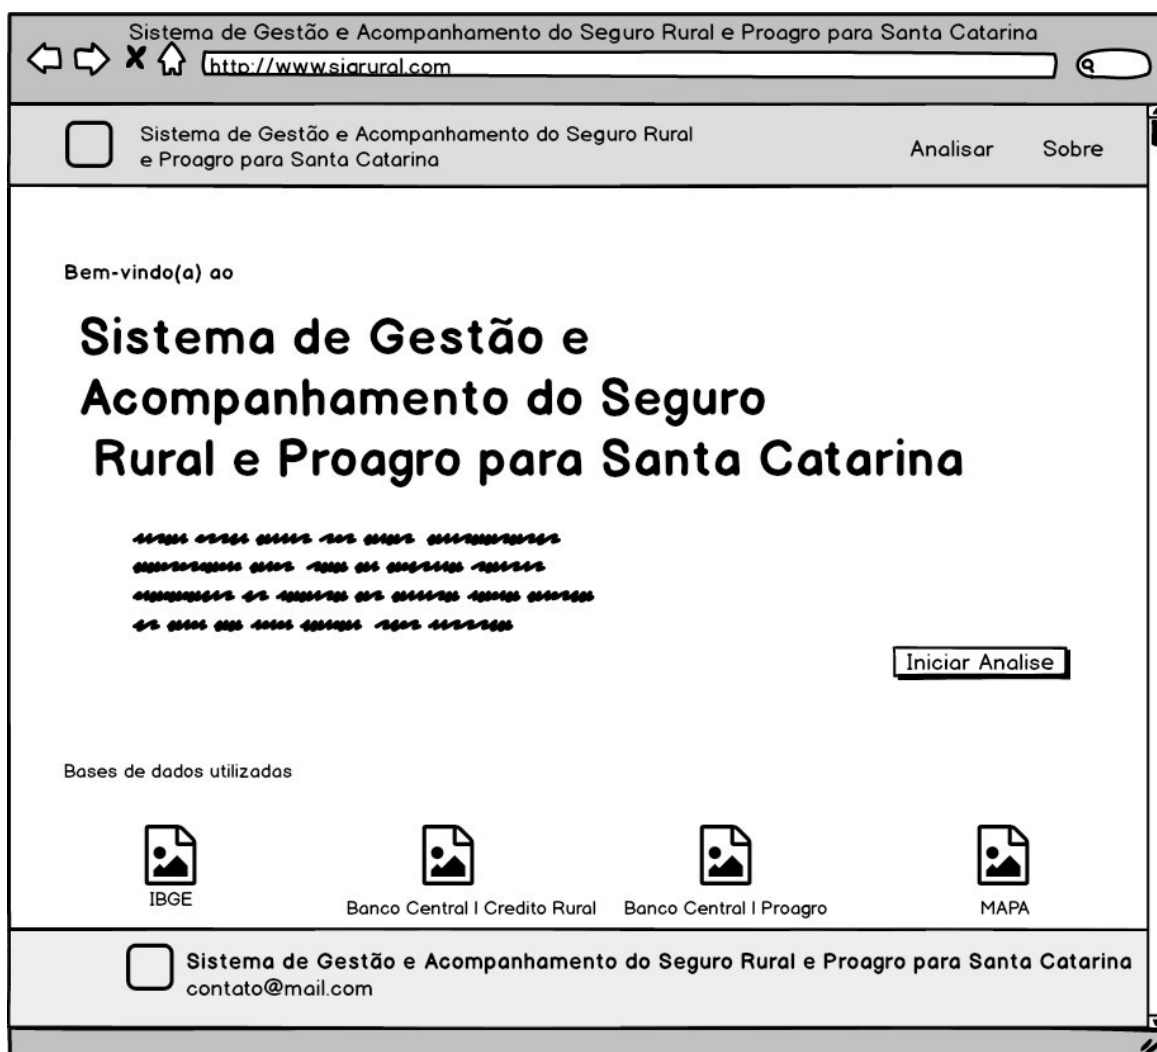 Sistema de Gestão e Acompanhamento do Seguro Rural e Proagro para Santa Catarina
http://www.sigrural.com
Sistema de Gestão e Acompanhamento do Seguro Rural
e Proagro para Santa Catarina
Analisar
Sobre
Bem-vindo(a) ao
Sistema de Gestão e
Acompanhamento do Seguro
Rural e Proagro para Santa Catarina
Iniciar Analise
Bases de dados utilizadas
IBGE
Banco Central | Credito Rural
Banco Central | Proagro
MAPA
Sistema de Gestão e Acompanhamento do Seguro Rural e Proagro para Santa Catarina
contato@mail.com